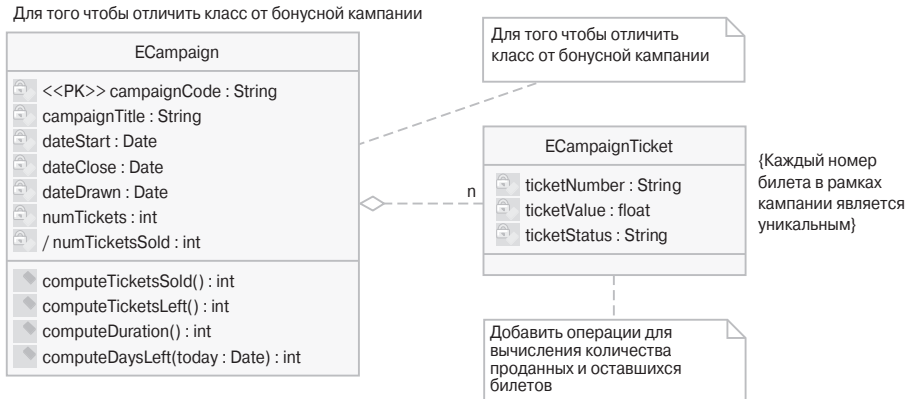 Для того чтобы отличить класс от бонусной кампании
ECampaign
<<PK>> campaignCode : String
campaignTitle : String
dateStart : Date
dateClose : Date
dateDrawn : Date
numTickets : int
/ numTicketsSold : int
computeTicketsSold() : int
computeTicketsLeft() : int
computeDuration() : int
computeDaysLeft(today : Date) : int
Для того чтобы отличить
класс от бонусной кампании
n
ECampaignTicket
ticketNumber : String
ticketValue : float
ticketStatus : String
{Каждый номер
билета в рамках
кампании является
уникальным}
Добавить операции для
вычисления количества
проданных и оставшихся
билетов